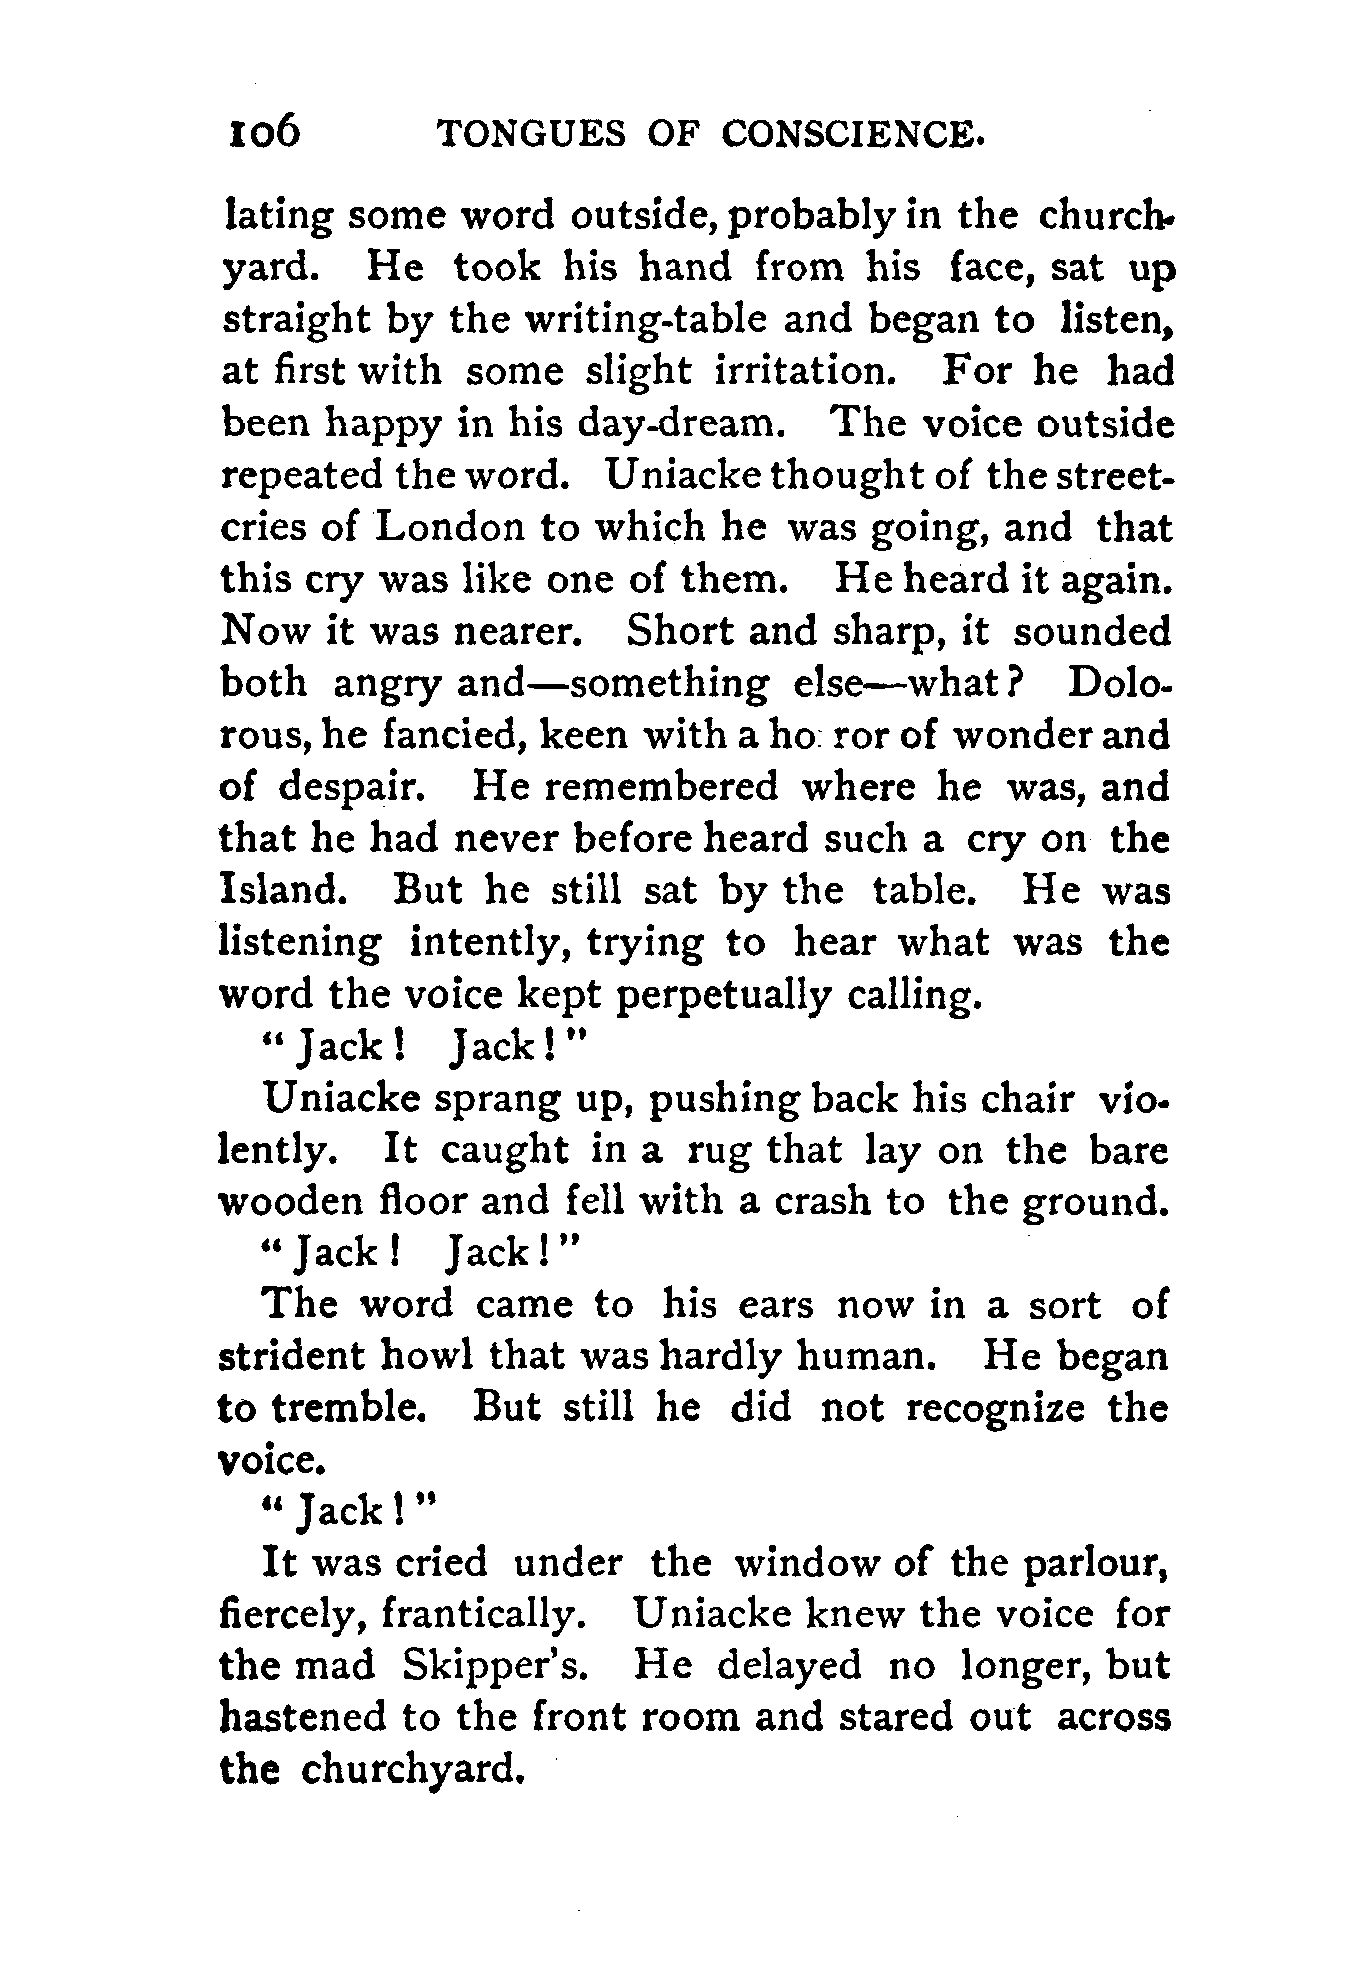 106 TONGUES OF CONSCIENCE.
lating some word outside, probably in the church-
yard. He took his hand from his face, sat up
straight by the writing-table and began to listen,
at first with some slight irritation. For he had
been happy in his day-dream. The voice outside
repeated the word. Uniacke thought of the street-
cries of London to which he was going, and that
this cry was like one of them. He heard it again.
Now it was nearer. Short and sharp, it sounded
both angry and—something else—what? Dolo-
rous, he fancied, keen with a ho: ror of wonder and
of despair. He remembered where he was, and
that he had never before heard such a cry on the
Island. But he still sat by the table. He was
listening intently, trying to hear what was the
word the voice kept perpetually calling.
"Jack! Jack!"
Uniacke sprang up, pushing back his chair vio-
lently. It caught in a rug that lay on the bare
wooden floor and fell with a crash to the ground.
"Jack! Jack!"
The word came to his ears now in a sort of
strident howl that was hardly human. He began
to tremble. But still he did not recognize the
voice.
"Jack!"
It was cried under the window of the parlour,
fiercely, frantically. Uniacke knew the voice for
the mad Skipper's. He delayed no longer, but
hastened to the front room and stared out across
the churchyard.